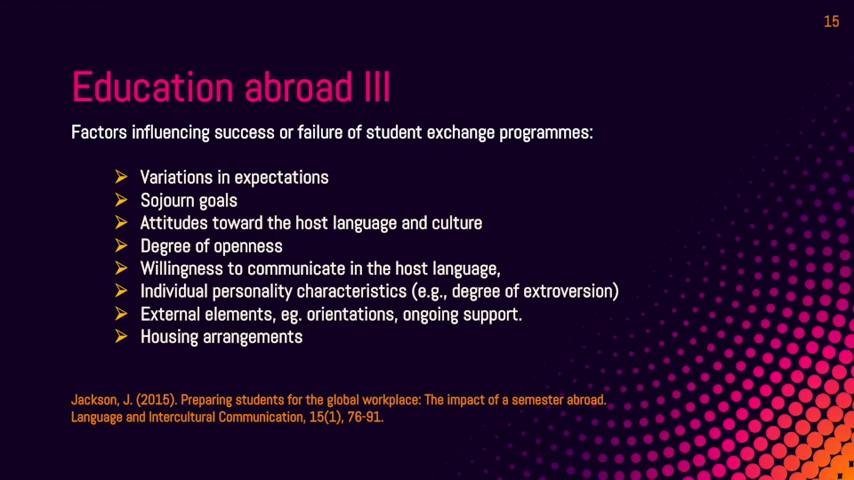 15
Education abroad III
Factors influencing success or failure of student exchange programmes:
Variations in expectations
Sojourn goals
Attitudes toward the host language and culture
Degree of openness
Willingness to communicate in the host language,
Individual personality characteristics (e.g., degree of extroversion)
External elements, eg. orientations, ongoing support.
Housing arrangements
Jackson, J. (2015). Preparing students for the global workplace: The impact of a semester abroad.
Language and Intercultural Communication, 15(1), 76-91.